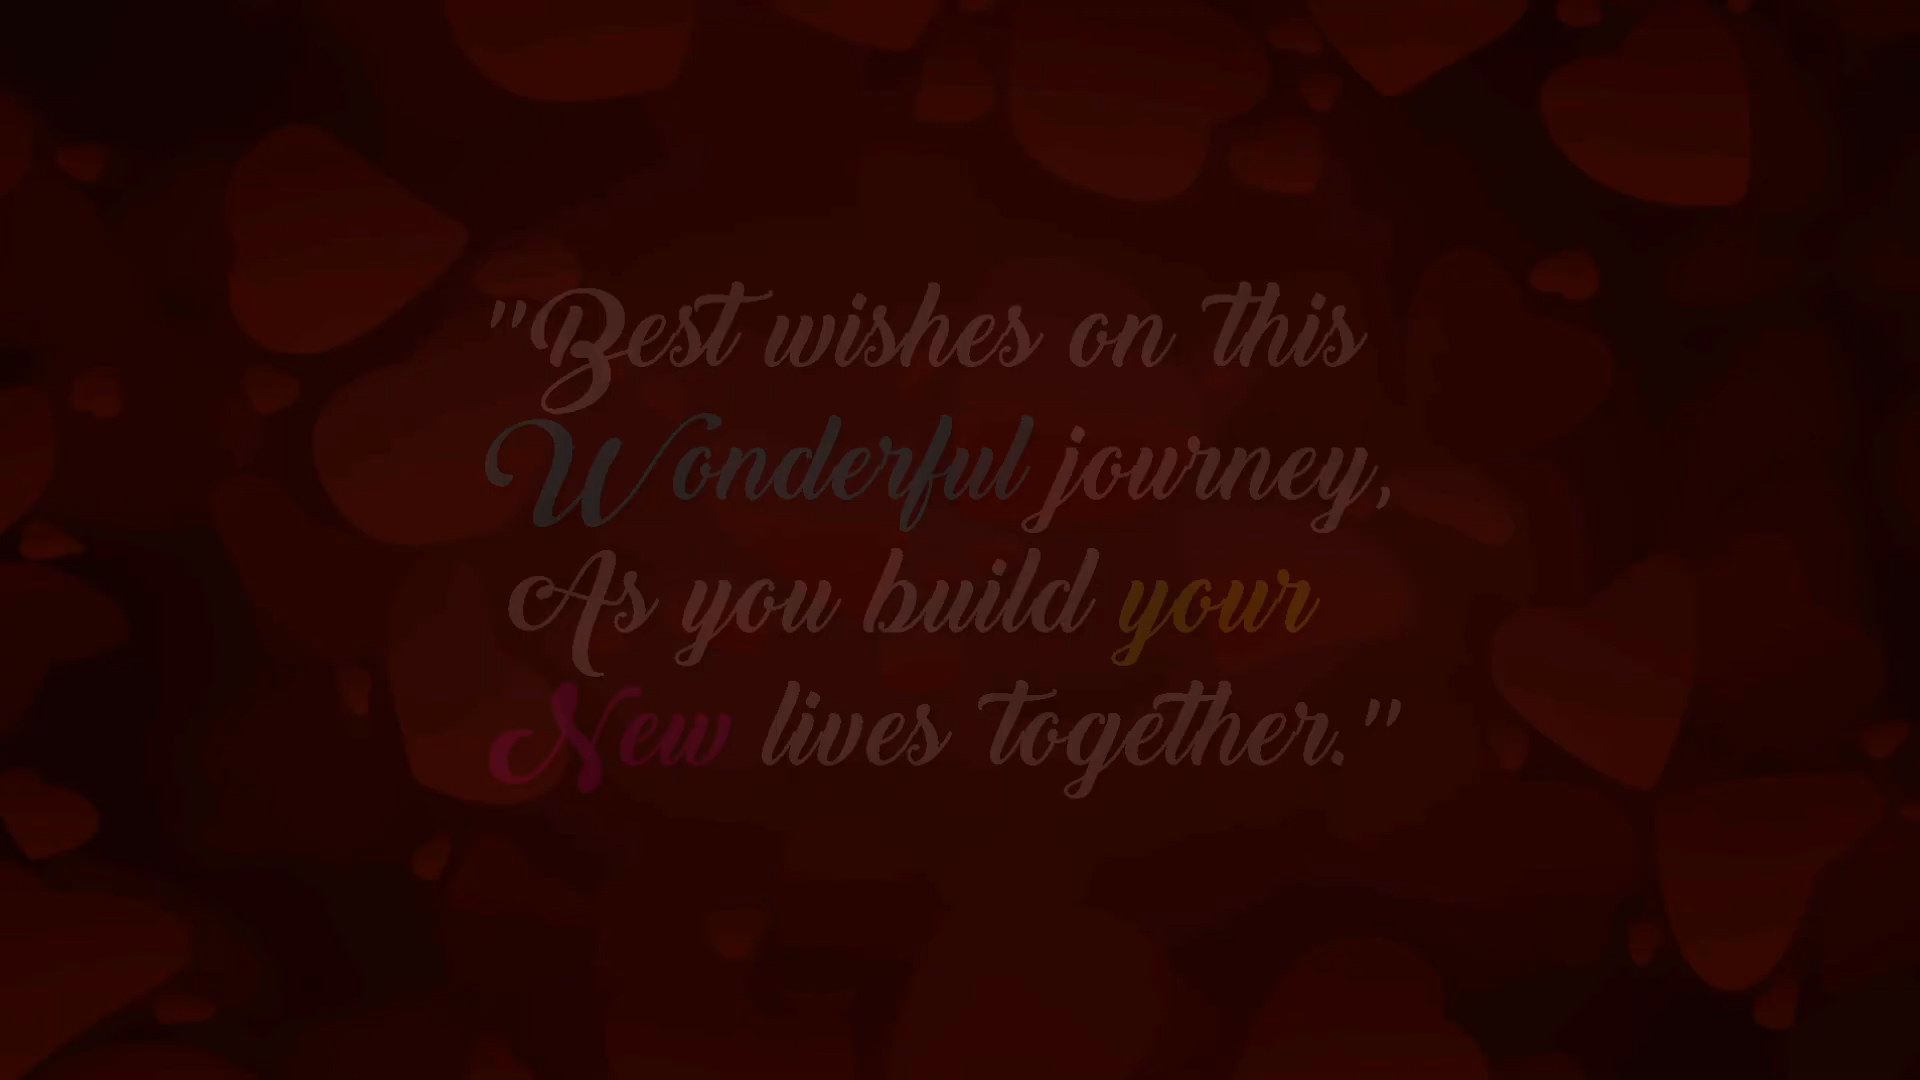 "Best wishes on this
Wonderful journey,
As you build your
New lives together."